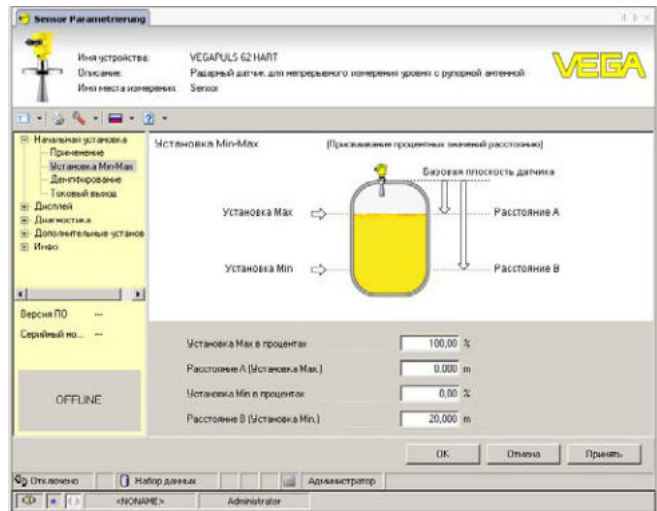 Sensor Parametrierung
Имя устройства: VEGAPULS 62 HART
Описание: Радарный датчик для непрерывного измерения уровня с рупорной антенной
Имя места измерения: Sensor
VEGA
Начальная установка
Применение
Установка Min-Max
Демпфирование
Токовый выход
Дисплей
Диагностика
Дополнительные установ
Инфо
Версия ПО ---
Серийный но... ---
OFFLINE
Установка Min-Max (Присваивание процентных значений расстоянию)
Базовая плоскость датчика
Установка Max Расстояние A
Установка Min Расстояние B
Установка Max в процентах 100,00 %
Расстояние A (Установка Max.) 0,000 m
Установка Min в процентах 0,00 %
Расстояние B (Установка Min.) 20,000 m
OK Отмена Принять
Отключено Набор данных Администратор
<NONAME> Administrator